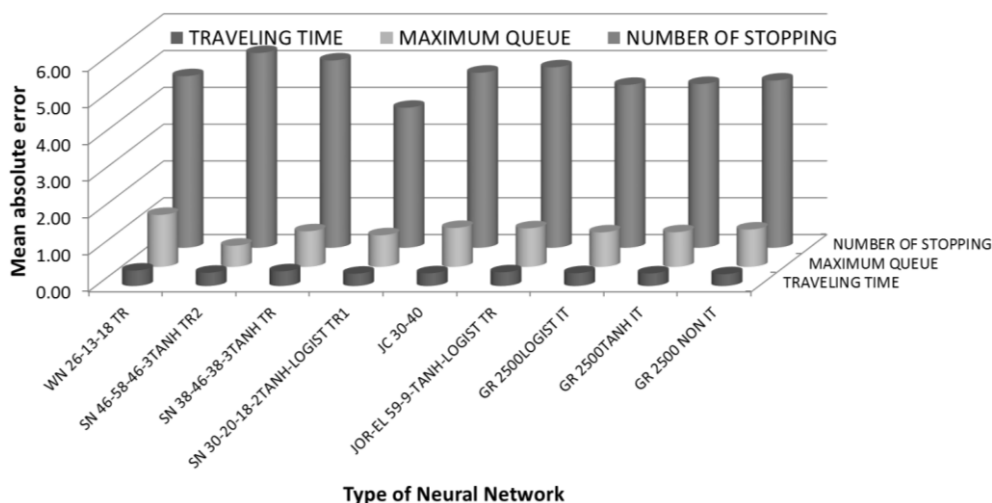 TRAVELING TIME MAXIMUM QUEUE NUMBER OF STOPPING
6.00
5.00
4.00
3.00
2.00
1.00
0.00
Mean absolute error
NUMBER OF STOPPING
MAXIMUM QUEUE
TRAVELING TIME
WN 26-13-18 TR
SN 46-58-46-3TANH TR2
SN 38-46-38-3TANH TR
SN 30-20-18-2TANH-LOGIST TR1
JC 30-40
JOR-EL 59-9-TANH-LOGIST TR
GR 2500LOGIST IT
GR 2500TANH IT
GR 2500 NON IT
Type of Neural Network